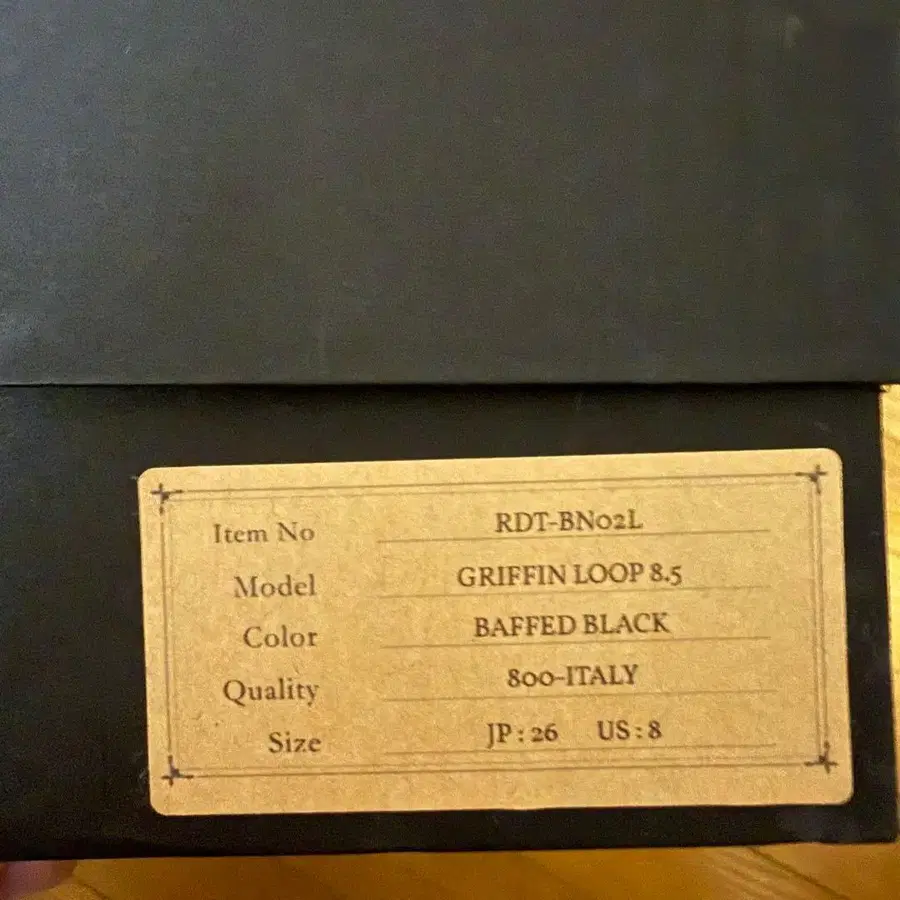 Item No RDT-BN02L
Model GRIFFIN LOOP 8.5
Color BAFFED BLACK
Quality 800-ITALY
Size JP : 26 US : 8